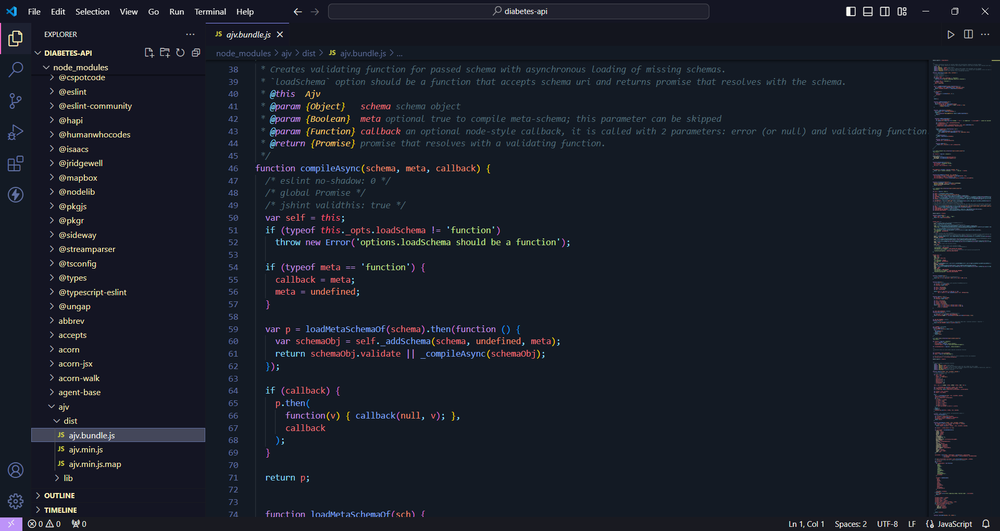 File Edit Selection View Go Run Terminal Help
diabetes-api
EXPLORER
DIABETES-API
node_modules
@cspotcode
@eslint
@eslint-community
@hapi
@humanwhocodes
@isaacs
@jridgewell
@mapbox
@nodelib
@pkgjs
@pkgr
@sideway
@streamparser
@tsconfig
@types
@typescript-eslint
@ungap
abbrev
accepts
acorn
acorn-jsx
acorn-walk
agent-base
ajv
dist
JS ajv.bundle.js
JS ajv.min.js
JS ajv.min.js.map
lib
OUTLINE
TIMELINE
JS ajv.bundle.js
node_modules > ajv > dist > JS ajv.bundle.js > ...
38 * Creates validating function for passed schema with asynchronous loading of missing schemas.
39 * `loadSchema` option should be a function that accepts schema uri and returns promise that resolves with the schema.
40 * @this  Ajv
41 * @param {Object}   schema schema object
42 * @param {Boolean}  meta optional true to compile meta-schema; this parameter can be skipped
43 * @param {Function} callback an optional node-style callback, it is called with 2 parameters: error (or null) and validating function
44 * @return {Promise} promise that resolves with a validating function.
45 */
46 function compileAsync(schema, meta, callback) {
47 /* eslint no-shadow: 0 */
48 /* global Promise */
49 /* jshint validthis: true */
50 var self = this;
51 if (typeof this._opts.loadSchema != 'function')
52 throw new Error('options.loadSchema should be a function');
53
54 if (typeof meta == 'function') {
55 callback = meta;
56 meta = undefined;
57 }
58
59 var p = loadMetaSchemaOf(schema).then(function () {
60 var schemaObj = self._addSchema(schema, undefined, meta);
61 return schemaObj.validate || _compileAsync(schemaObj);
62 });
63
64 if (callback) {
65 p.then(
66 function(v) { callback(null, v); },
67 callback
68 );
69 }
70
71 return p;
72
73
74 function loadMetaSchemaOf(sch) {
0 0 0
Ln 1, Col 1 Spaces: 2 UTF-8 LF {} JavaScript